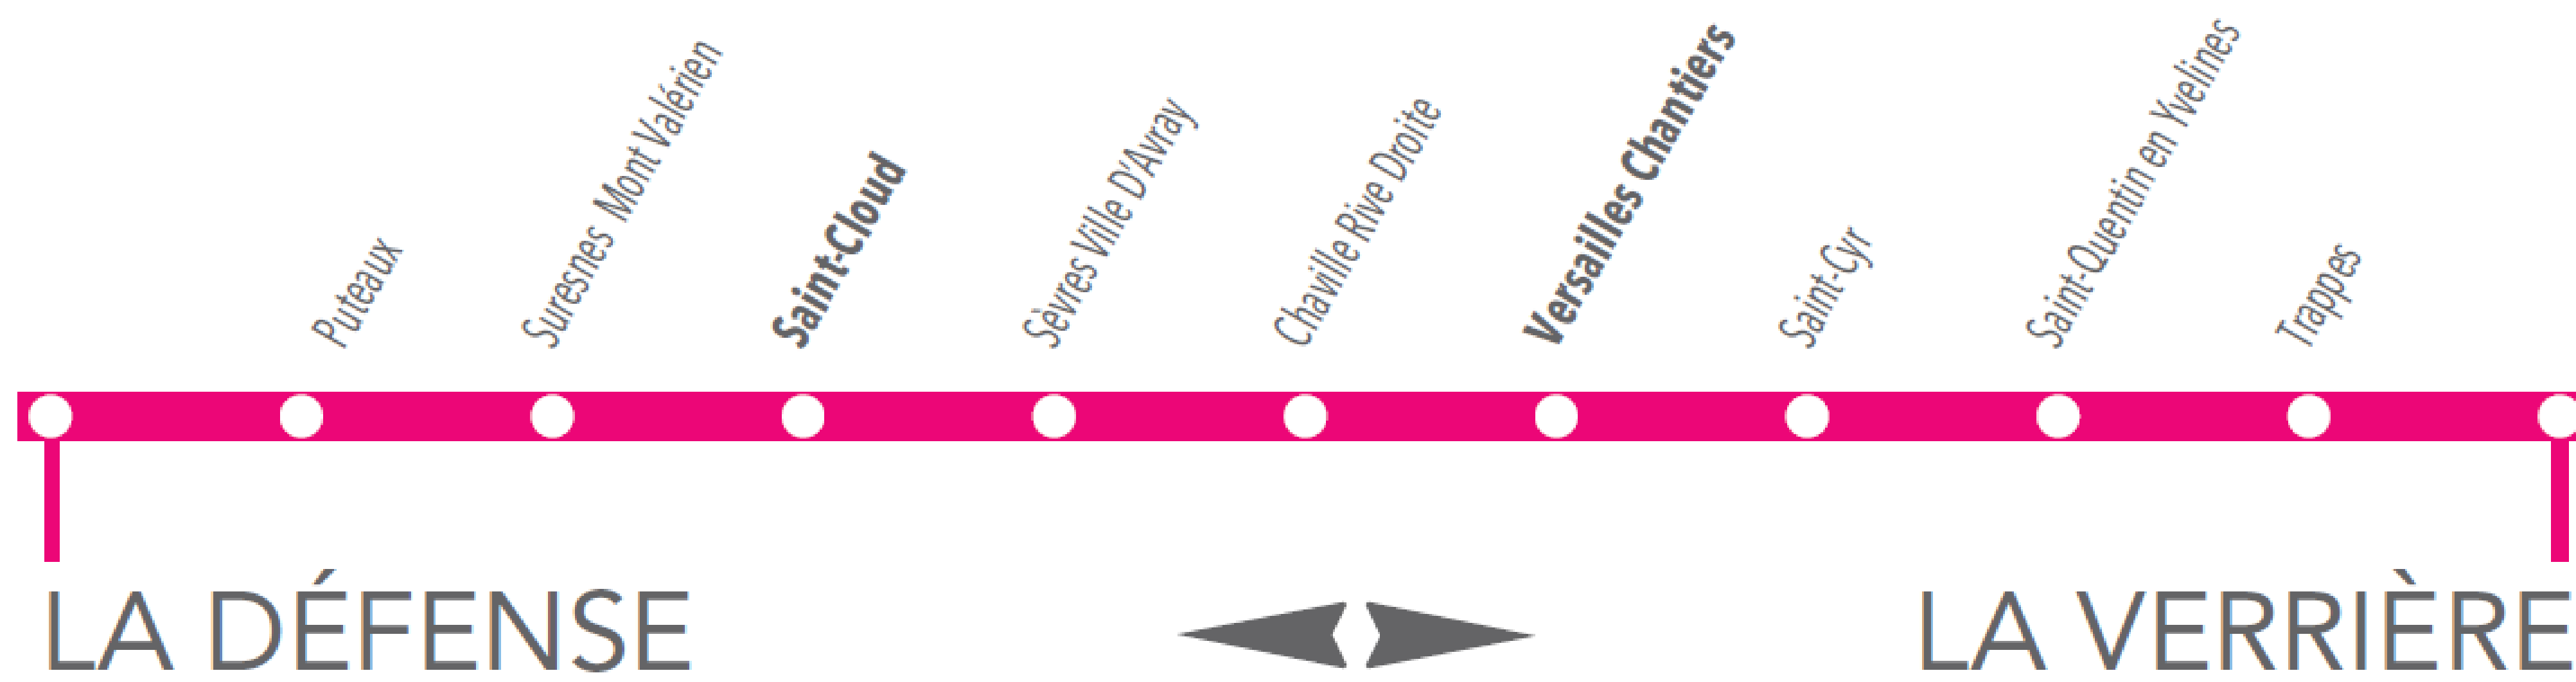 Puteaux
Suresnes Mont Valérien
Saint-Cloud
Sèvres Ville D'Avray
Chaville Rive Droite
Versailles Chantiers
Saint-Cyr
Saint-Quentin en Yvelines
Trappes
LA DÉFENSE
LA VERRIÈRE